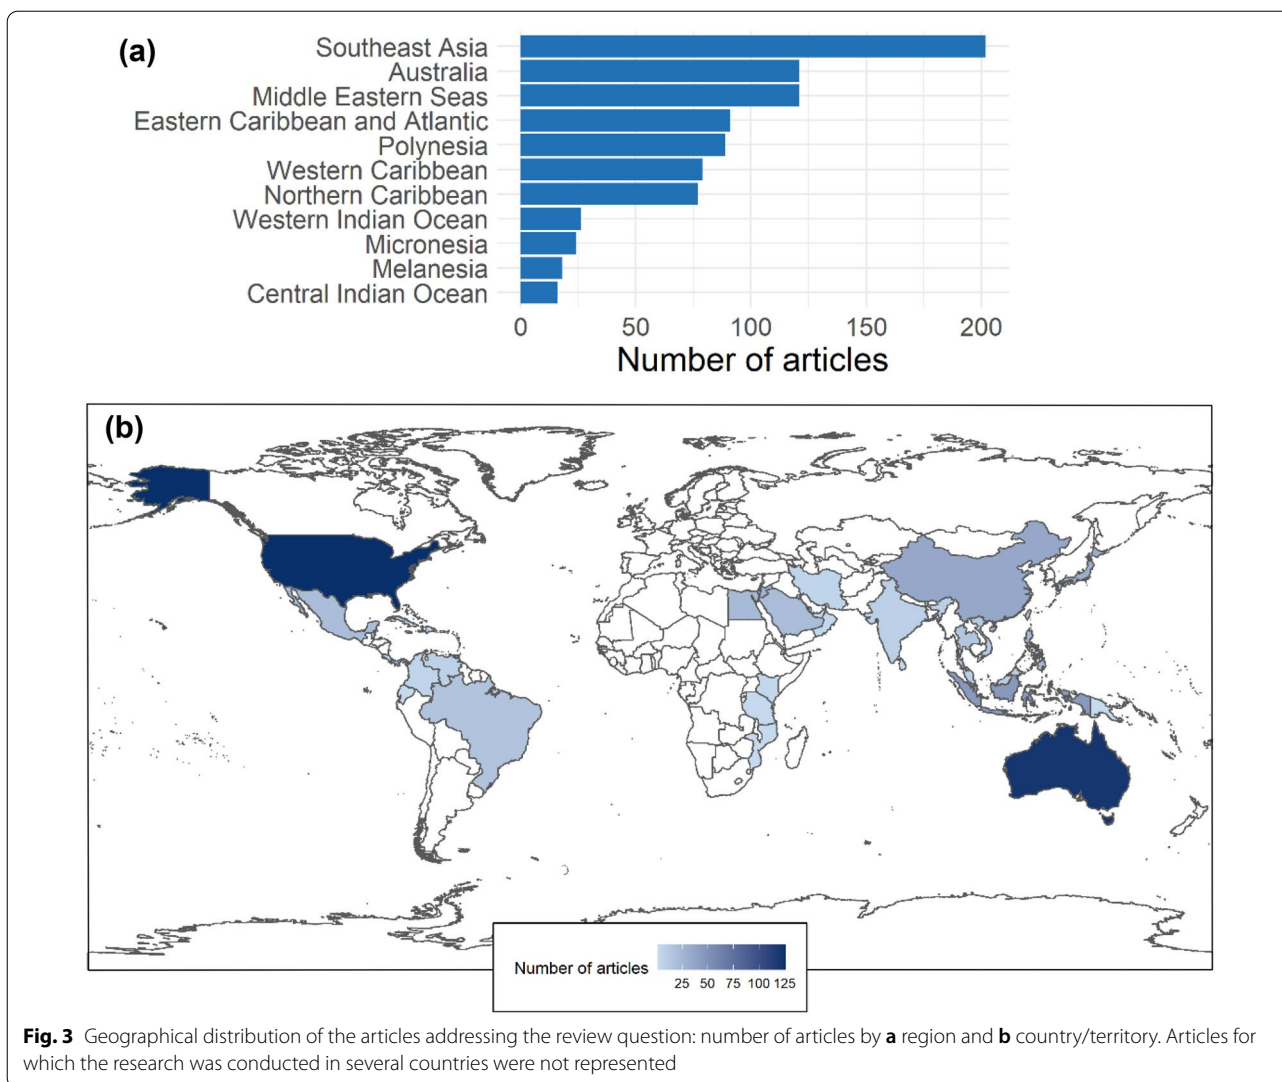 (a)
Southeast Asia
Australia
Middle Eastern Seas
Eastern Caribbean and Atlantic
Polynesia
Western Caribbean
Northern Caribbean
Western Indian Ocean
Micronesia
Melanesia
Central Indian Ocean
0 50 100 150 200
Number of articles
(b)
Number of articles
25 50 75 100 125
Fig. 3 Geographical distribution of the articles addressing the review question: number of articles by a region and b country/territory. Articles for
which the research was conducted in several countries were not represented